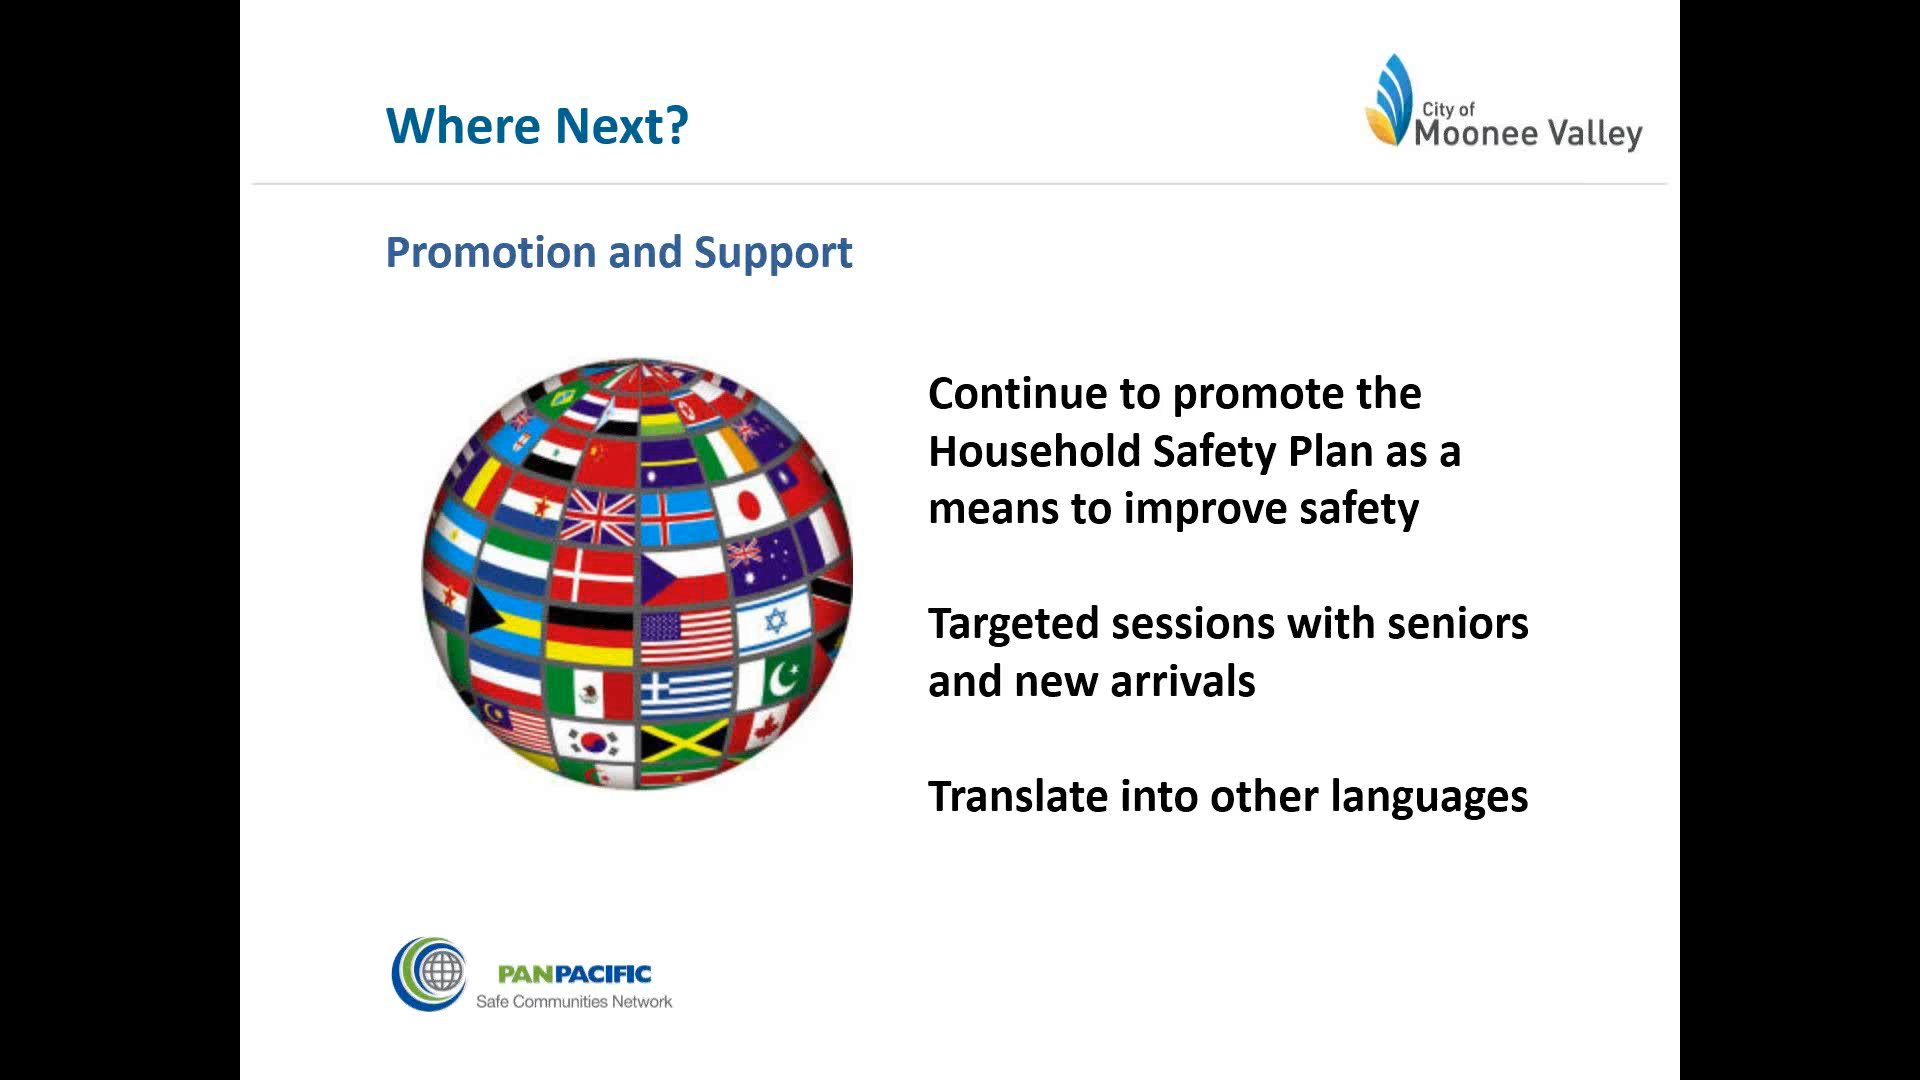 Where Next?
City of
Moonee Valley
Promotion and Support
Continue to promote the
Household Safety Plan as a
means to improve safety
Targeted sessions with seniors
and new arrivals
Translate into other languages
PANPACIFIC
Safe Communities Network